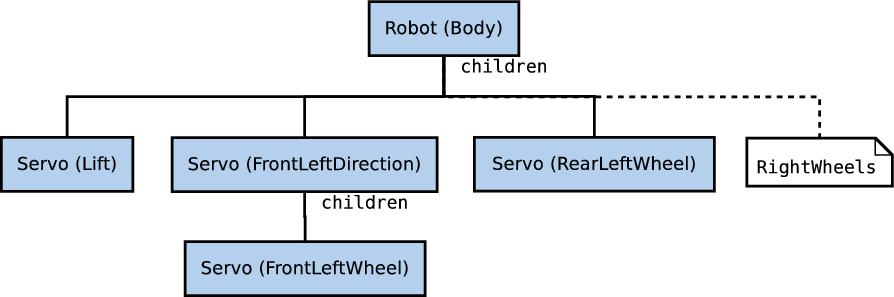 Robot (Body)
children
Servo (Lift)
Servo (FrontLeftDirection)
Servo (RearLeftWheel)
RightWheels
children
Servo (FrontLeftWheel)